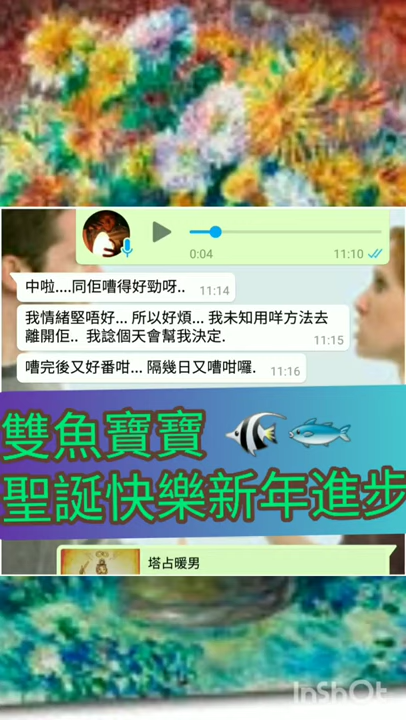 0:04
11:10
中啦....同佢嘈得好勁呀.. 11:14
我情緒堅唔好... 所以好煩... 我未知用咩方法去
離開佢.. 我諗個天會幫我決定. 11:15
嘈完後又好番咁... 隔幾日又嘈咁囉. 11:16
雙魚寶寶
聖誕快樂新年進步
塔占暖男
InShOt